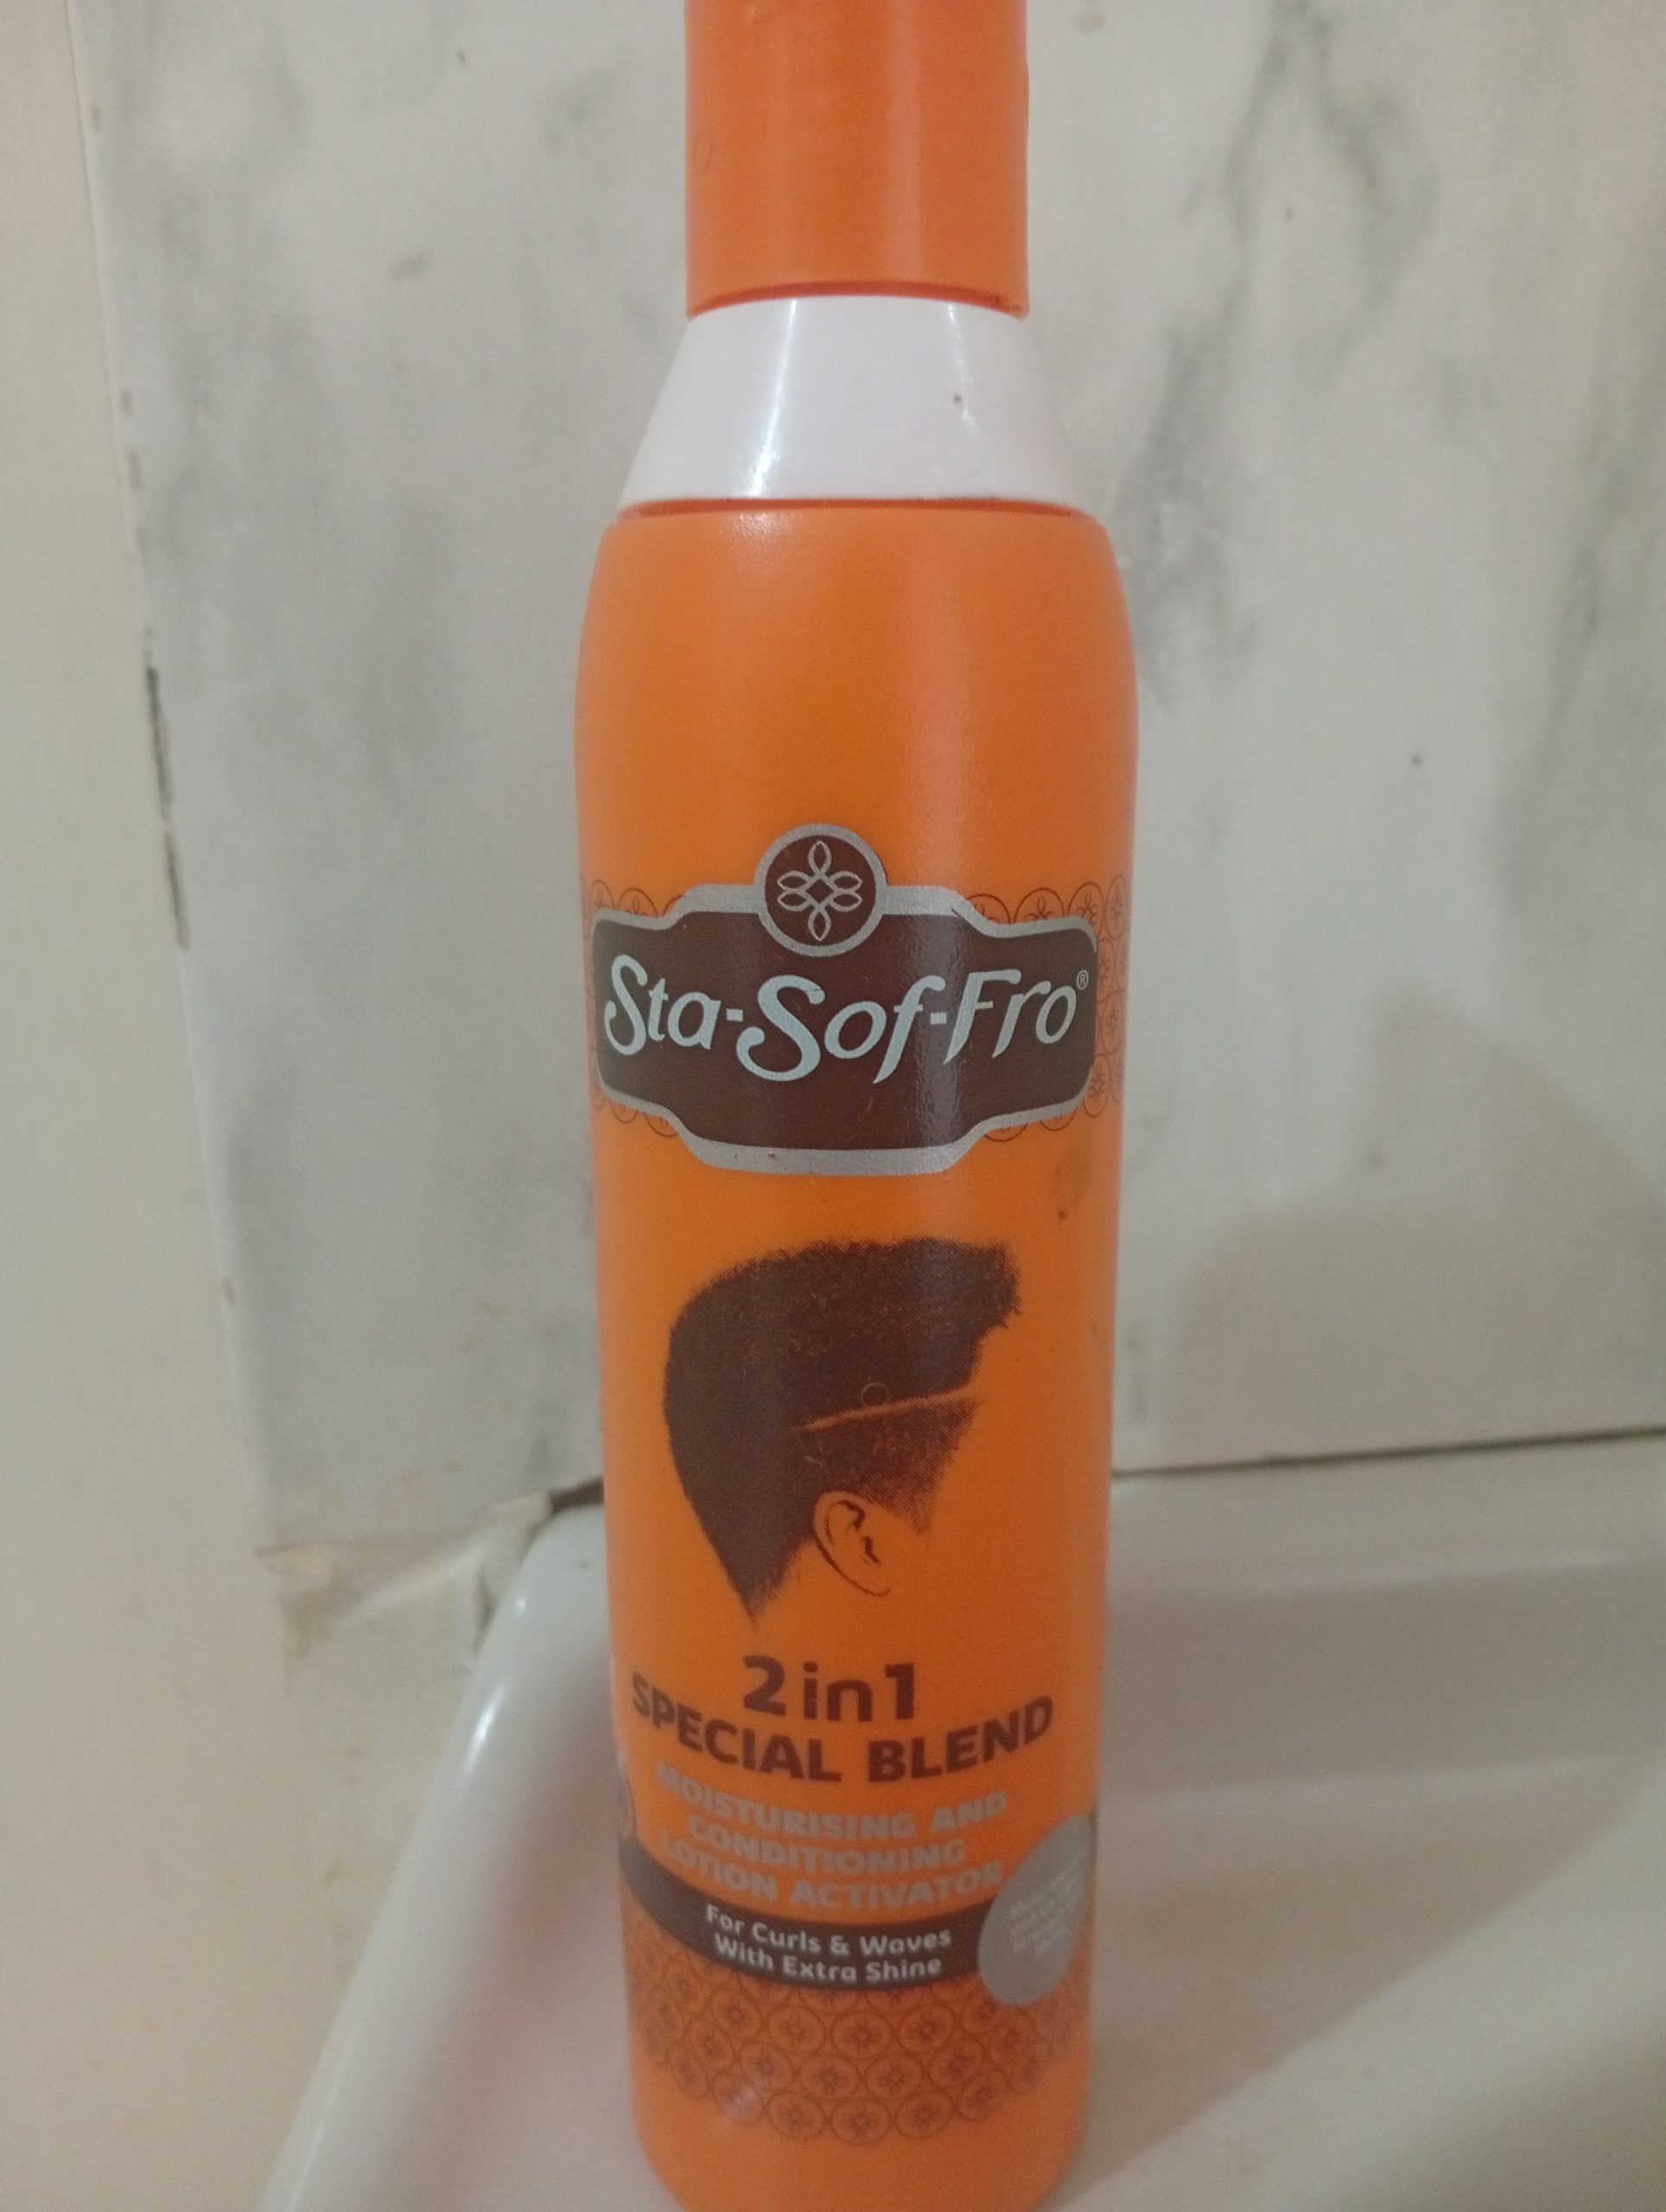 Sta-Sof-Fro®
2 in 1
SPECIAL BLEND
MOISTURISING AND
CONDITIONING
LOTION ACTIVATOR
For Curls & Waves
With Extra Shine